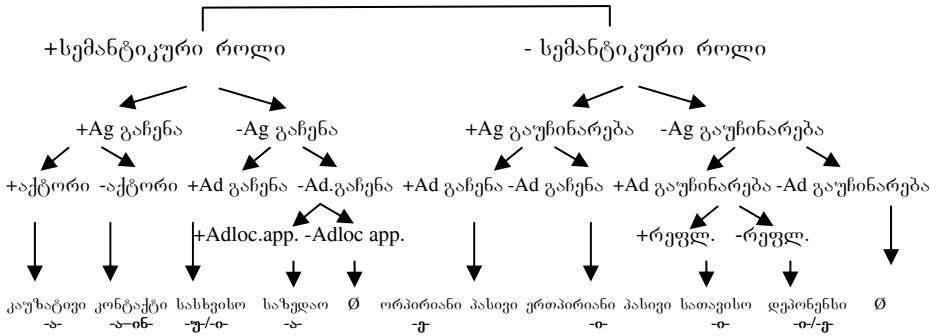 +სემანტიკური როლი - სემანტიკური როლი
+Ag გაჩენა -Ag გაჩენა +Ag გაუჩინარება -Ag გაუჩინარება
+აქტორი -აქტორი +Ad გაჩენა -Ad.გაჩენა +Ad გაჩენა -Ad გაჩენა +Ad გაუჩინარება -Ad გაუჩინარება
+Adloc.app. -Adloc app. +რეფლ. -რეფლ.
კაუზატივი კონტაქტი სასხვისო საზედაო Ø ორპირიანი პასივი ერთპირიანი პასივი სათავისო დეპონენსი Ø
-ა- -ა–ინ- -უ-/-ი- -ა- -ე- -ი- -ი- -ი-/-ე-